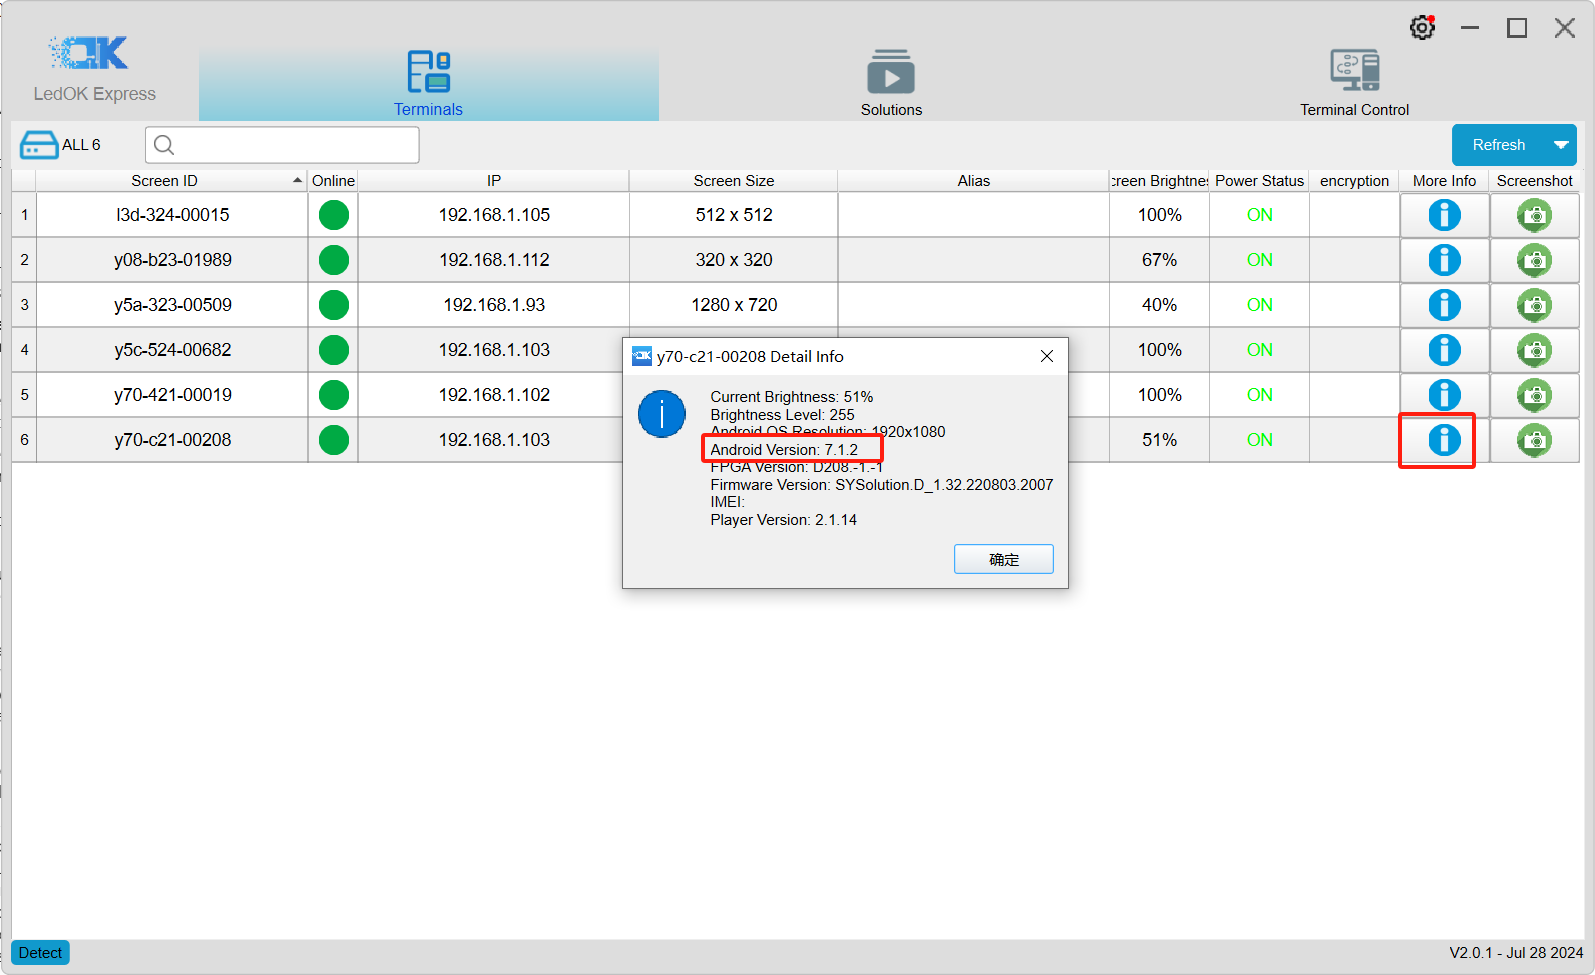 LedOK Express
Terminals
Solutions
Terminal Control
ALL 6
Refresh
Screen ID Online IP Screen Size Alias creen Brightnes Power Status encryption More Info Screenshot
1 l3d-324-00015 192.168.1.105 512 x 512 100% ON
2 y08-b23-01989 192.168.1.112 320 x 320 67% ON
3 y5a-323-00509 192.168.1.93 1280 x 720 40% ON
4 y5c-524-00682 192.168.1.103 100% ON
5 y70-421-00019 192.168.1.102 100% ON
6 y70-c21-00208 192.168.1.103 51% ON
y70-c21-00208 Detail Info
Current Brightness: 51%
Brightness Level: 255
Android OS Resolution: 1920x1080
Android Version: 7.1.2
FPGA Version: D208.-1.-1
Firmware Version: SYSolution.D_1.32.220803.2007
IMEI:
Player Version: 2.1.14
确定
Detect
V2.0.1 - Jul 28 2024